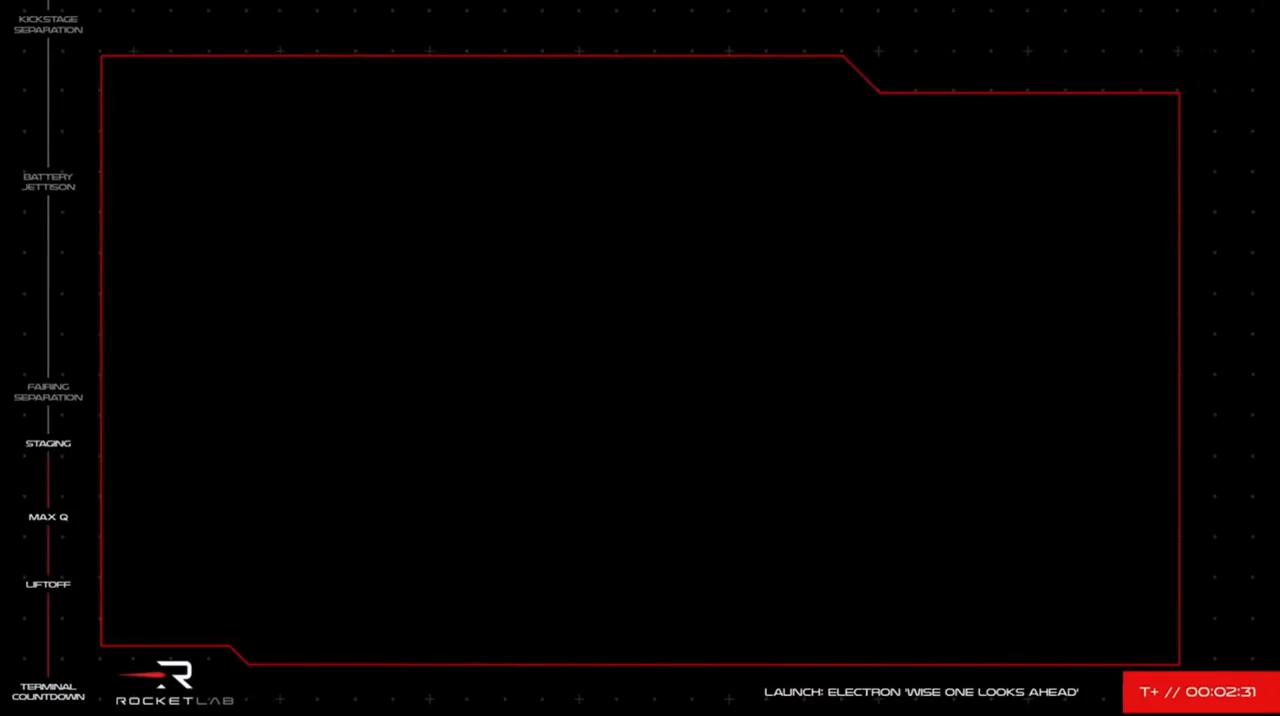 KICKSTAGE
SEPARATION
BATTERY
JETTISON
FAIRING
SEPARATION
STAGING
MAX Q
LIFTOFF
TERMINAL
COUNTDOWN
R
ROCKETLAB
LAUNCH: ELECTRON 'WISE ONE LOOKS AHEAD'
T+ // 00:02:31